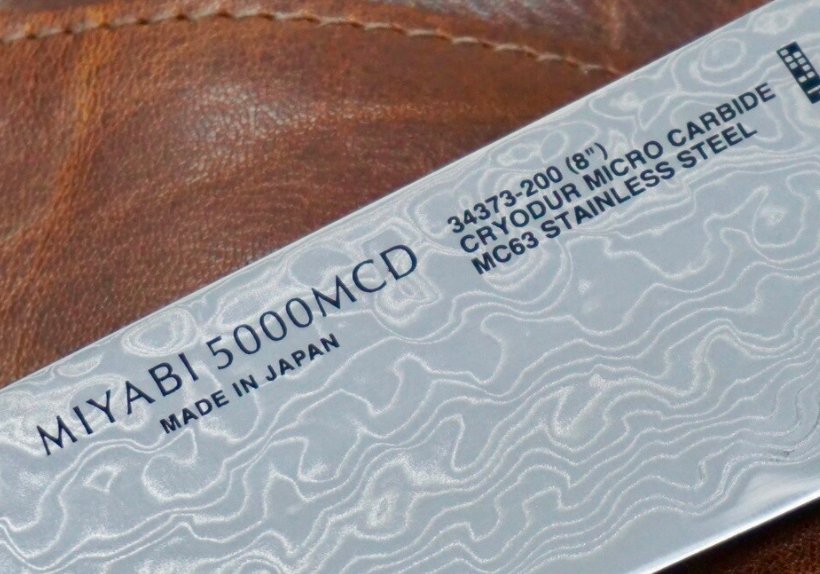 MIYABI 5000MCD
MADE IN JAPAN
34373-200 (8")
CRYODUR MICRO CARBIDE
MC63 STAINLESS STEEL